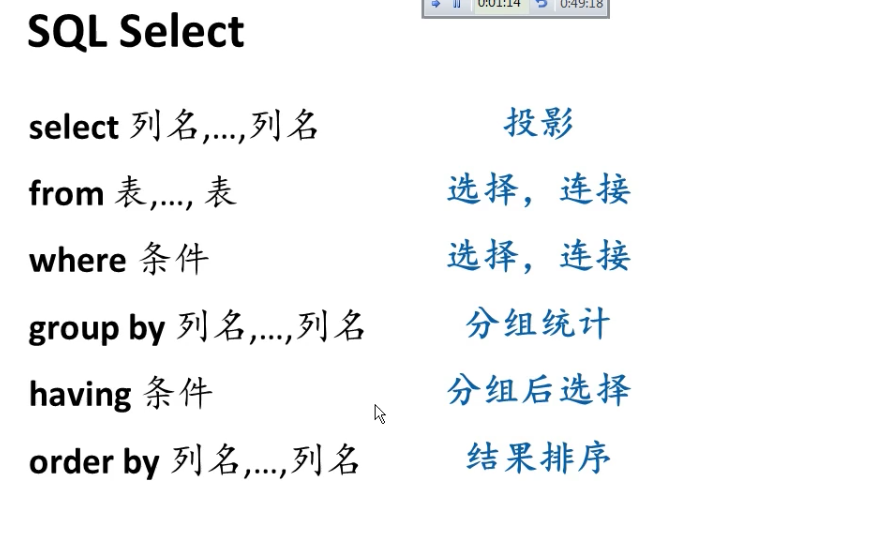 0:01:14 0:49:18
SQL Select
select 列名,...,列名 投影
from 表,..., 表 选择，连接
where 条件 选择，连接
group by 列名,...,列名 分组统计
having 条件 分组后选择
order by 列名,...,列名 结果排序